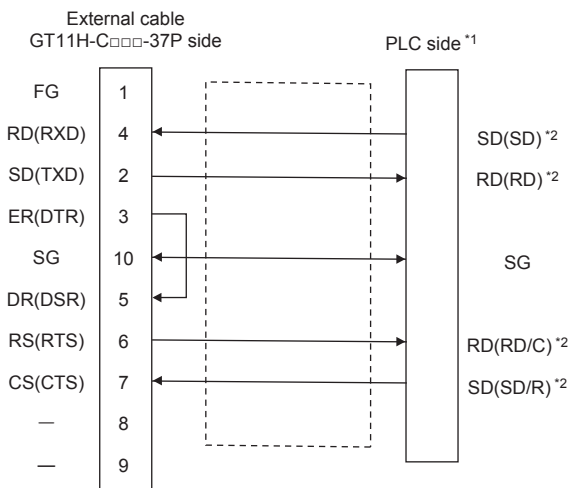 External cable
GT11H-C□□□-37P side
PLC side *1
FG 1
RD(RXD) 4 SD(SD) *2
SD(TXD) 2 RD(RD) *2
ER(DTR) 3
SG 10 SG
DR(DSR) 5
RS(RTS) 6 RD(RD/C) *2
CS(CTS) 7 SD(SD/R) *2
— 8
— 9